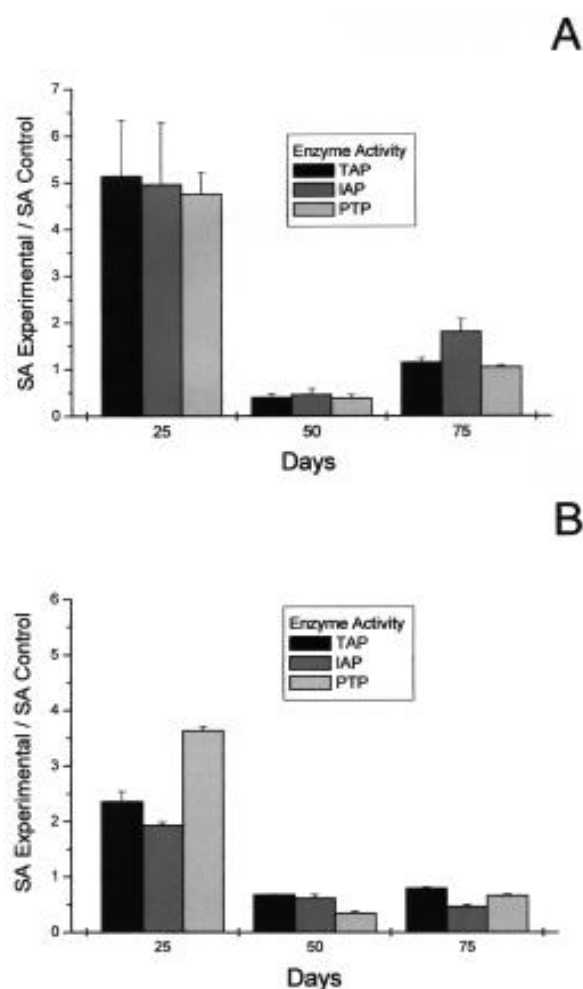 A
SA Experimental / SA Control
7
6
5
4
3
2
1
0
Enzyme Activity
TAP
IAP
PTP
25
50
75
Days
B
SA Experimental / SA Control
6
5
4
3
2
1
0
Enzyme Activity
TAP
IAP
PTP
25
50
75
Days